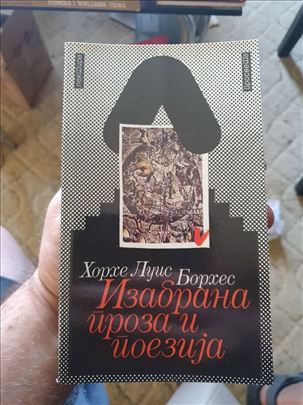 Хорхе Луис
Борхес
Изабрана
проза и
поезија